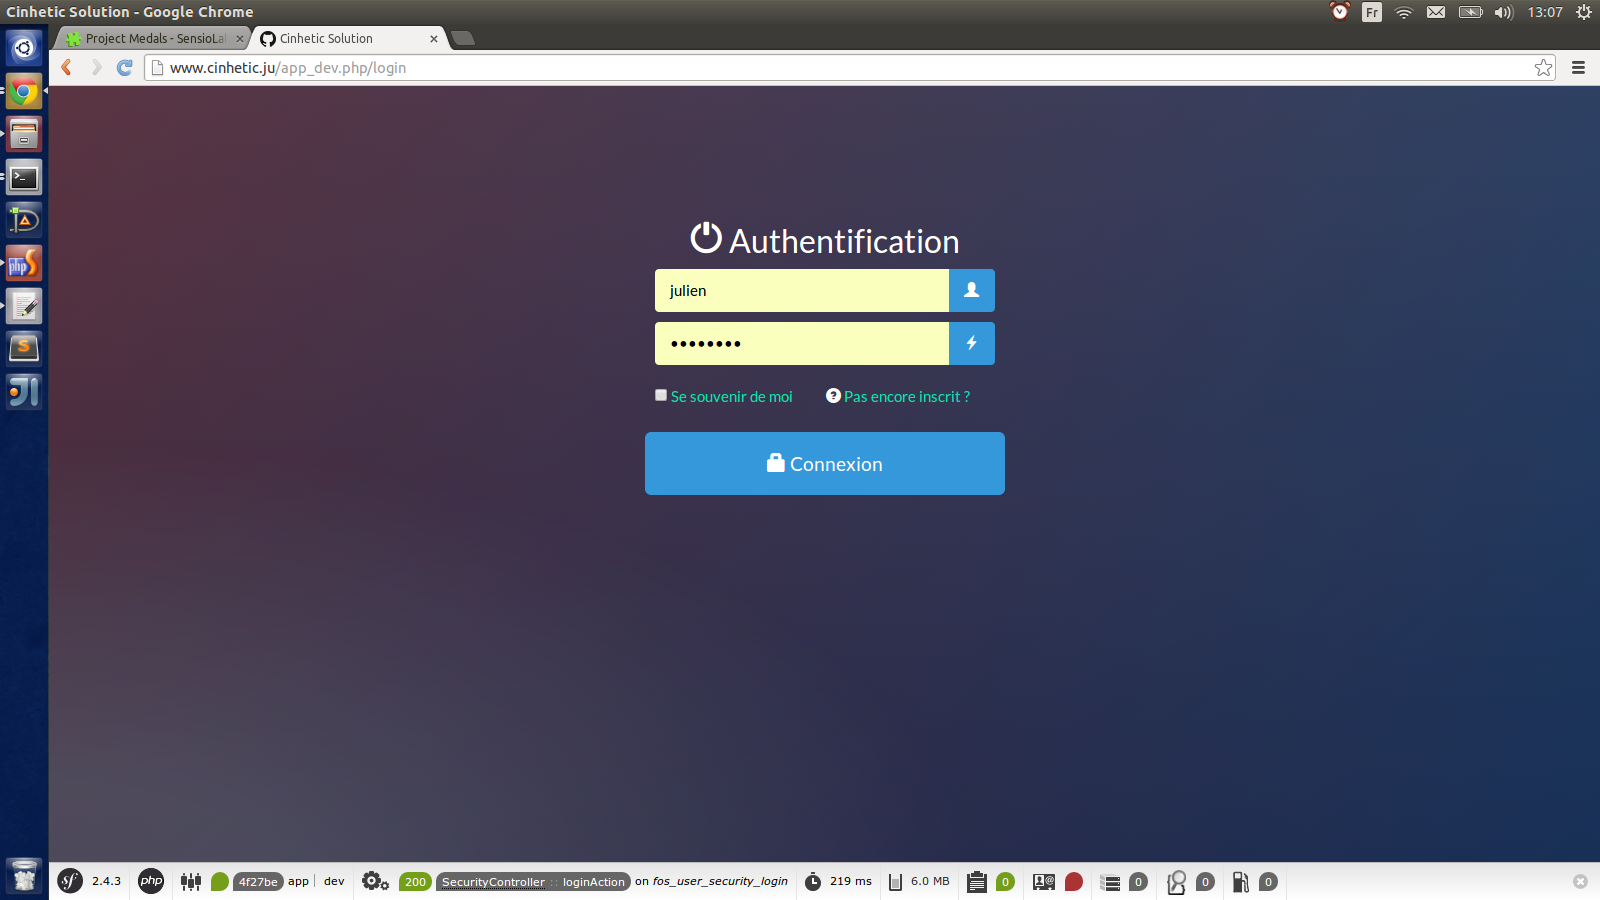 Cinhetic Solution - Google Chrome
Fr
13:07
Project Medals - SensioLa
Cinhetic Solution
www.cinhetic.ju/app_dev.php/login
Authentification
julien
Se souvenir de moi
Pas encore inscrit ?
Connexion
2.4.3 php 4f27be app | dev 200 SecurityController :: loginAction on fos_user_security_login 219 ms 6.0 MB 0 0 0 0